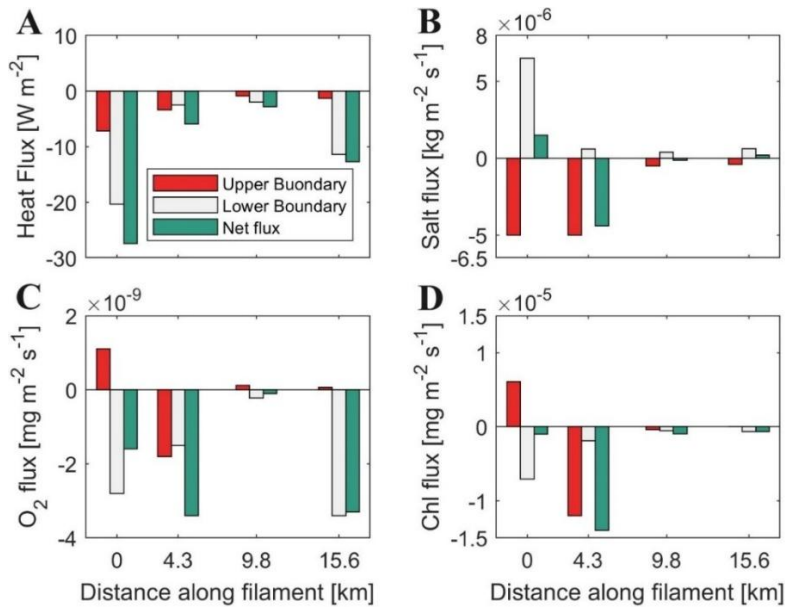 A
10
0
-10
-20
-30
Heat Flux [W m-2]
Upper Buondary
Lower Boundary
Net flux
B
×10-6
8
5
0
-5
-6.5
Salt flux [kg m-2 s-1]
C
×10-9
2
0
-2
-4
O2 flux [mg m-2 s-1]
0 4.3 9.8 15.6
Distance along filament [km]
D
×10-5
1.5
1
0
-1
-1.5
Chl flux [mg m-2 s-1]
0 4.3 9.8 15.6
Distance along filament [km]